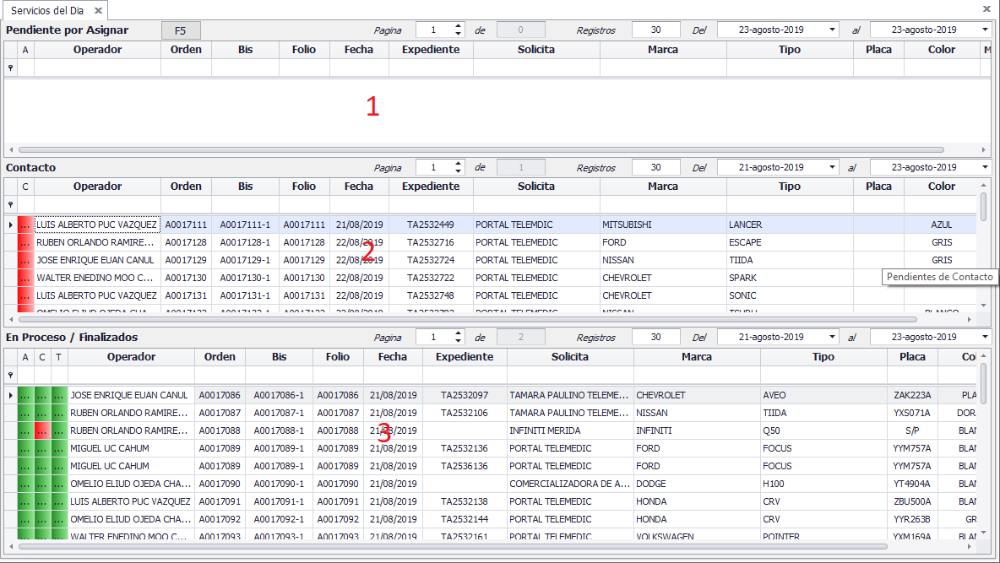 Servicios del Dia
Pendiente por Asignar F5 Pagina 1 de 0 Registros 30 Del 23-agosto-2019 al 23-agosto-2019
A Operador Orden Bis Folio Fecha Expediente Solicita Marca Tipo Placa Color M
1
Contacto Pagina 1 de 1 Registros 30 Del 21-agosto-2019 al 23-agosto-2019
C Operador Orden Bis Folio Fecha Expediente Solicita Marca Tipo Placa Color
... LUIS ALBERTO PUC VAZQUEZ A0017111 A0017111-1 A0017111 21/08/2019 TA2532449 PORTAL TELEMDIC MITSUBISHI LANCER AZUL
... RUBEN ORLANDO RAMIRE... A0017128 A0017128-1 A0017128 22/08/2019 TA2532716 PORTAL TELEMEDIC FORD ESCAPE GRIS
2
... JOSE ENRIQUE EUAN CANUL A0017129 A0017129-1 A0017129 22/08/2019 TA2532724 PORTAL TELEMEDIC NISSAN TIIDA GRIS
... WALTER ENEDINO MOO C... A0017130 A0017130-1 A0017130 22/08/2019 TA2532722 PORTAL TELEMEDIC CHEVROLET SPARK
Pendientes de Contacto
... LUIS ALBERTO PUC VAZQUEZ A0017131 A0017131-1 A0017131 22/08/2019 TA2532748 PORTAL TELEMEDIC CHEVROLET SONIC
OMELIO ELIUD OJEDA CHA... 22/08/2019 PORTAL TELEMEDIC NISSAN TSURU BLANCO
En Proceso / Finalizados Pagina 1 de 2 Registros 30 Del 21-agosto-2019 al 23-agosto-2019
A C T Operador Orden Bis Folio Fecha Expediente Solicita Marca Tipo Placa Co
... ... ... JOSE ENRIQUE EUAN CANUL A0017086 A0017086-1 A0017086 21/08/2019 TA2532097 TAMARA PAULINO TELEME... CHEVROLET AVEO ZAK223A PLA
... ... ... RUBEN ORLANDO RAMIRE... A0017087 A0017087-1 A0017087 21/08/2019 TA2532106 TAMARA PAULINO TELEME... NISSAN TIIDA YXS071A DOR
... ... ... RUBEN ORLANDO RAMIRE... A0017088 A0017088-1 A0017088 21/08/2019 INFINITI MERIDA INFINITI Q50 S/P BLAN
3
... ... ... MIGUEL UC CAHUM A0017089 A0017089-1 A0017089 21/08/2019 TA2532136 PORTAL TELEMEDIC FORD FOCUS YYM757A BLAN
... ... ... MIGUEL UC CAHUM A0017089 A0017089-1 A0017089 21/08/2019 TA2536136 PORTAL TELEMEDIC FORD FOCUS YYM757A BLAN
... ... ... OMELIO ELIUD OJEDA CHA... A0017090 A0017090-1 A0017090 21/08/2019 COMERCIALIZADORA DE A... DODGE H100 YT4904A BLAN
... ... ... LUIS ALBERTO PUC VAZQUEZ A0017091 A0017091-1 A0017091 21/08/2019 TA2532138 PORTAL TELEMEDIC HONDA CRV ZBU500A BLAN
... ... ... OMELIO ELIUD OJEDA CHA... A0017092 A0017092-1 A0017092 21/08/2019 TA2532144 PORTAL TELEMEDIC HONDA CRV YYR263B GR
... ... ... WALTER ENEDINO MOO C... A0017093 A0017093-1 A0017093 21/08/2019 TA2532161 PORTAL TELEMEDIC VOLKSWAGEN POINTER YXM169A BLAN